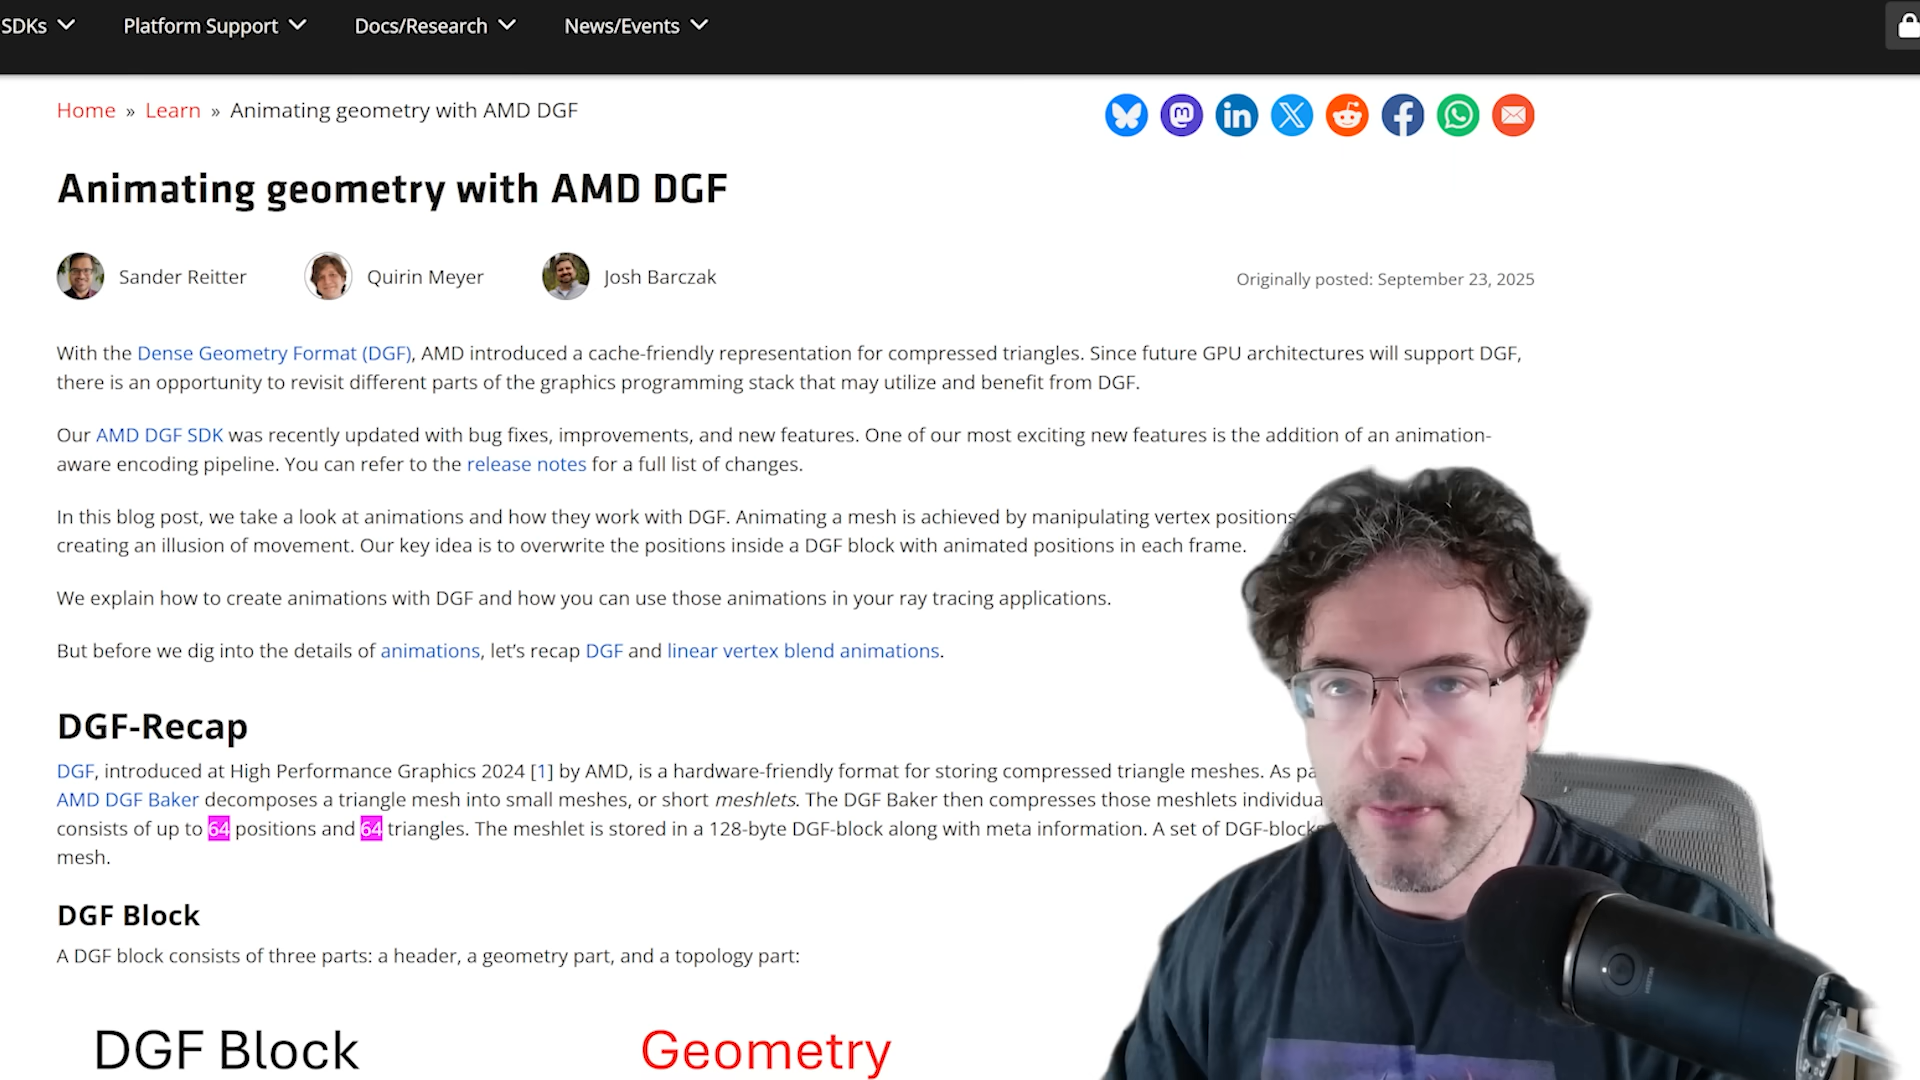 SDKs Platform Support Docs/Research News/Events
Home » Learn » Animating geometry with AMD DGF
Animating geometry with AMD DGF
Sander Reitter Quirin Meyer Josh Barczak Originally posted: September 23, 2025
With the Dense Geometry Format (DGF), AMD introduced a cache-friendly representation for compressed triangles. Since future GPU architectures will support DGF,
there is an opportunity to revisit different parts of the graphics programming stack that may utilize and benefit from DGF.
Our AMD DGF SDK was recently updated with bug fixes, improvements, and new features. One of our most exciting new features is the addition of an animation-
aware encoding pipeline. You can refer to the release notes for a full list of changes.
In this blog post, we take a look at animations and how they work with DGF. Animating a mesh is achieved by manipulating vertex positions
creating an illusion of movement. Our key idea is to overwrite the positions inside a DGF block with animated positions in each frame.
We explain how to create animations with DGF and how you can use those animations in your ray tracing applications.
But before we dig into the details of animations, let's recap DGF and linear vertex blend animations.
DGF-Recap
DGF, introduced at High Performance Graphics 2024 [1] by AMD, is a hardware-friendly format for storing compressed triangle meshes. As
AMD DGF Baker decomposes a triangle mesh into small meshes, or short meshlets. The DGF Baker then compresses those meshlets
consists of up to 64 positions and 64 triangles. The meshlet is stored in a 128-byte DGF-block along with meta information. A set of DGF-blocks
mesh.
DGF Block
A DGF block consists of three parts: a header, a geometry part, and a topology part:
DGF Block Geometry